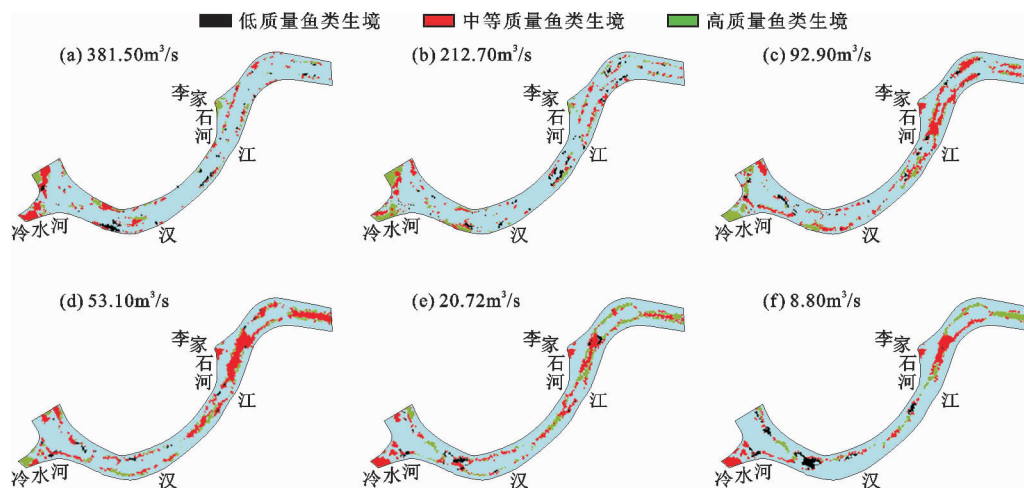 低质量鱼类生境 中等质量鱼类生境 高质量鱼类生境
(a) 381.50m³/s
李家石河
江
冷水河
汉
(b) 212.70m³/s
李家石河
江
冷水河
汉
(c) 92.90m³/s
李家石河
江
冷水河
汉
(d) 53.10m³/s
李家石河
江
冷水河
汉
(e) 20.72m³/s
李家石河
江
冷水河
汉
(f) 8.80m³/s
李家石河
江
冷水河
汉